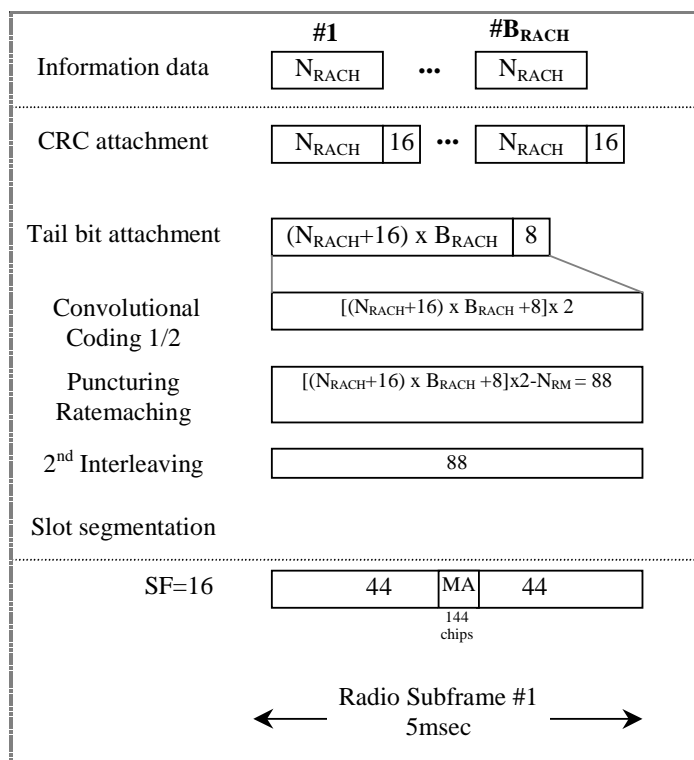 #1 #B_RACH
Information data N_RACH ... N_RACH
CRC attachment N_RACH 16 ... N_RACH 16
Tail bit attachment (N_RACH+16) x B_RACH 8
Convolutional
Coding 1/2
[(N_RACH+16) x B_RACH +8]x 2
Puncturing
Ratemaching
[(N_RACH+16) x B_RACH +8]x2-N_RM = 88
2nd Interleaving 88
Slot segmentation
SF=16 44 MA 44
144
chips
Radio Subframe #1
5msec